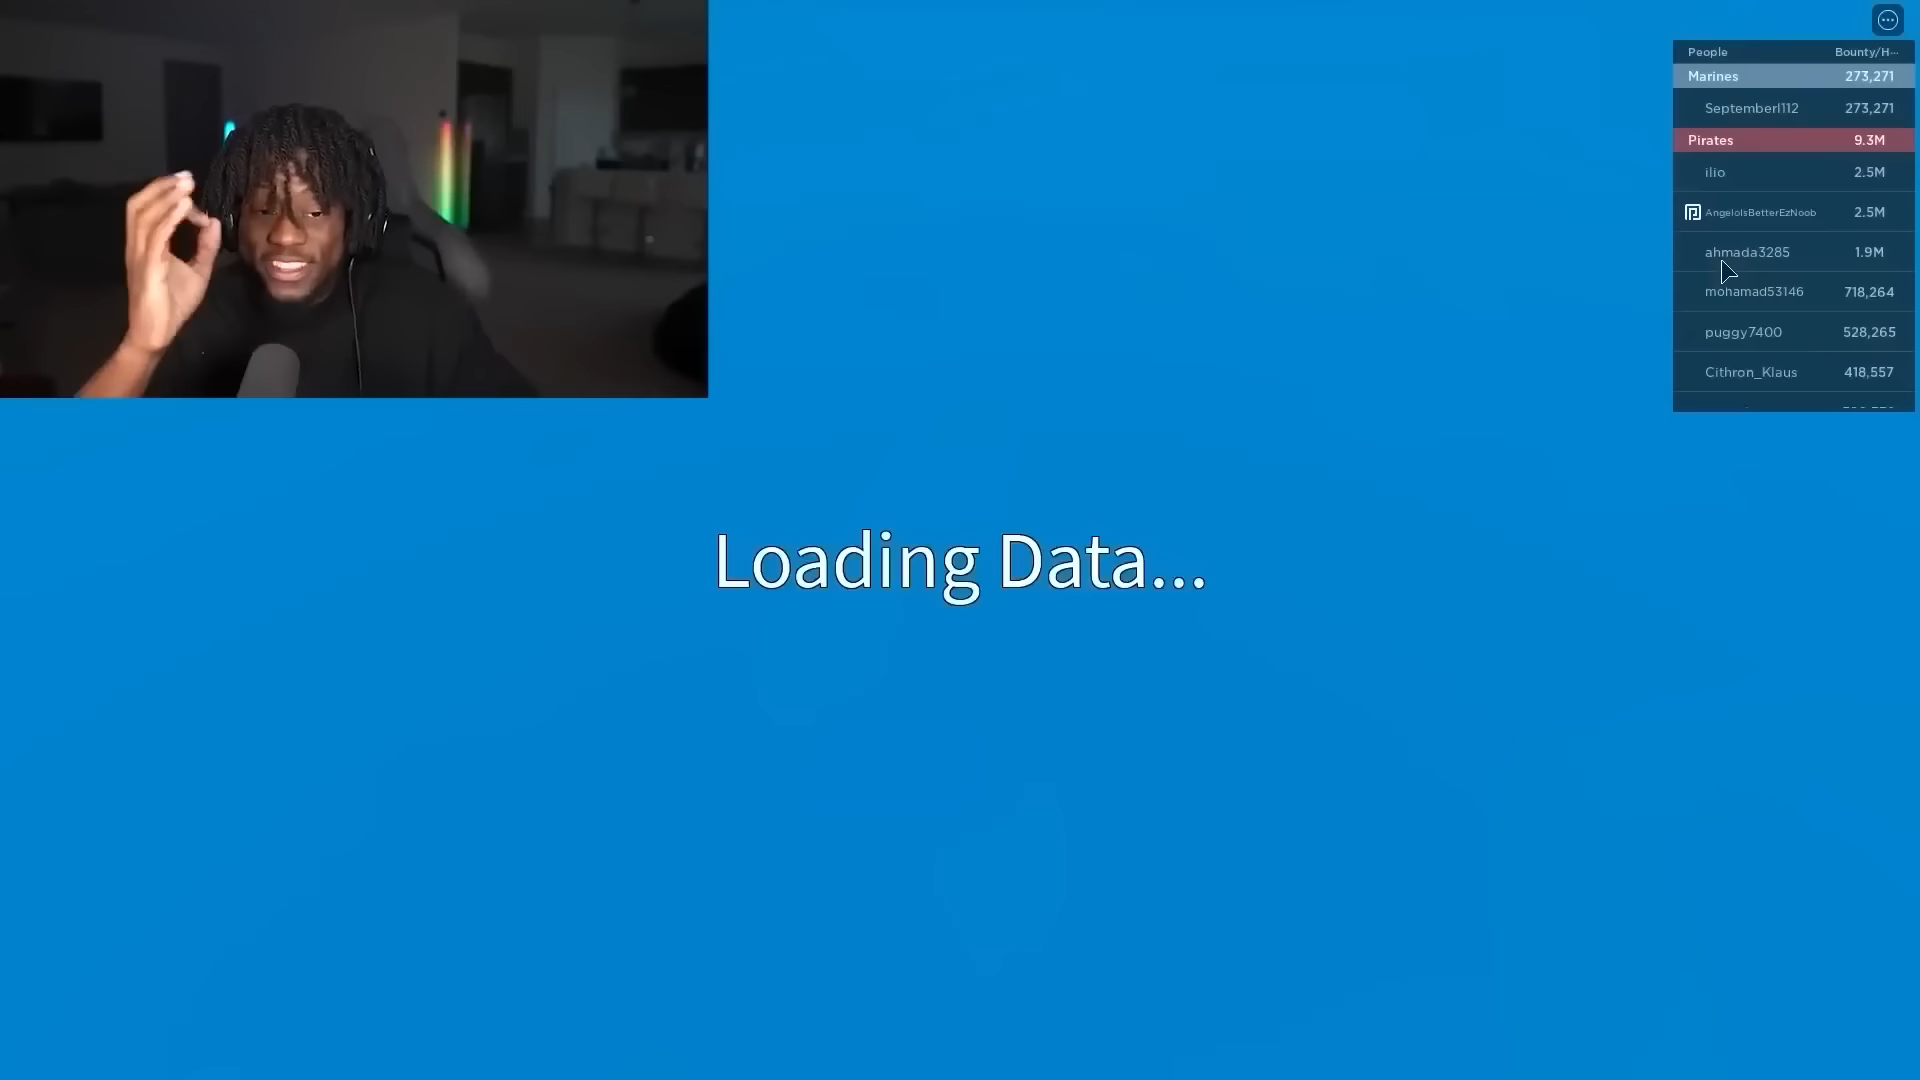 People Bounty/H...
Marines 273,271
Septemberl112 273,271
Pirates 9.3M
ilio 2.5M
AngeloIsBetterEzNoob 2.5M
ahmada3285 1.9M
mohamad53146 718,264
puggy7400 528,265
Cithron_Klaus 418,557
Loading Data...